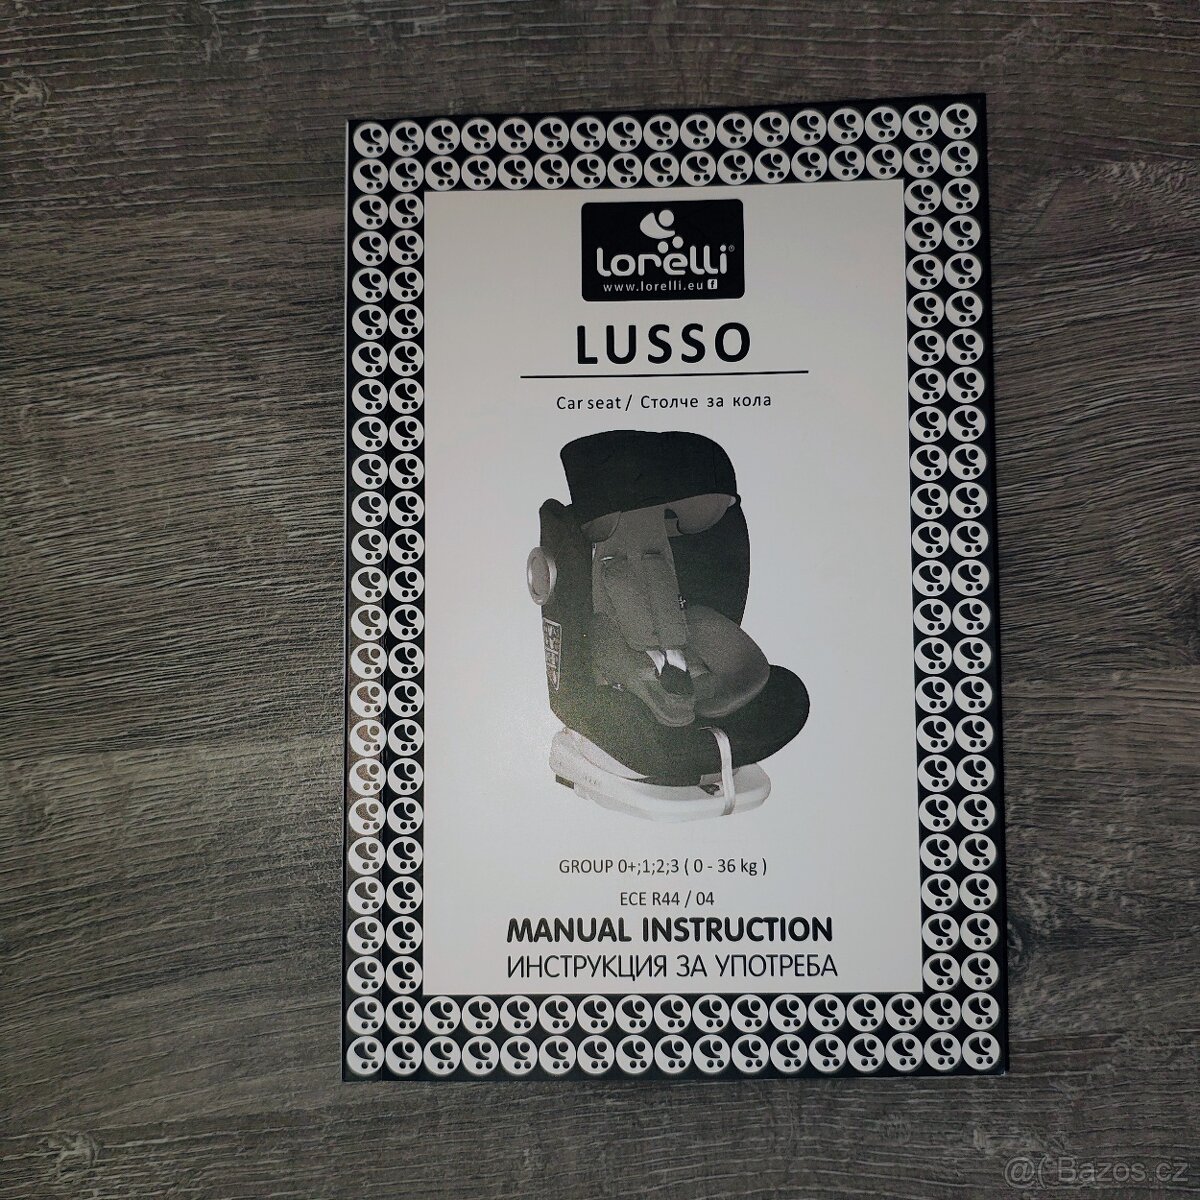 lorelli®
www.lorelli.eu f
LUSSO
Car seat / Столче за кола
GROUP 0+;1;2;3 ( 0 - 36 kg )
ECE R44 / 04
MANUAL INSTRUCTION
ИНСТРУКЦИЯ ЗА УПОТРЕБА
@( Bazos.cz